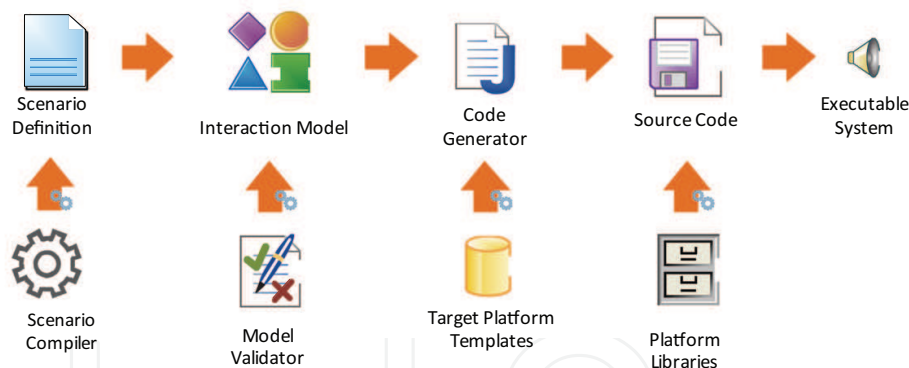 Scenario
Definition
Interaction Model
Code
Generator
Source Code
Executable
System
Scenario
Compiler
Model
Validator
Target Platform
Templates
Platform
Libraries